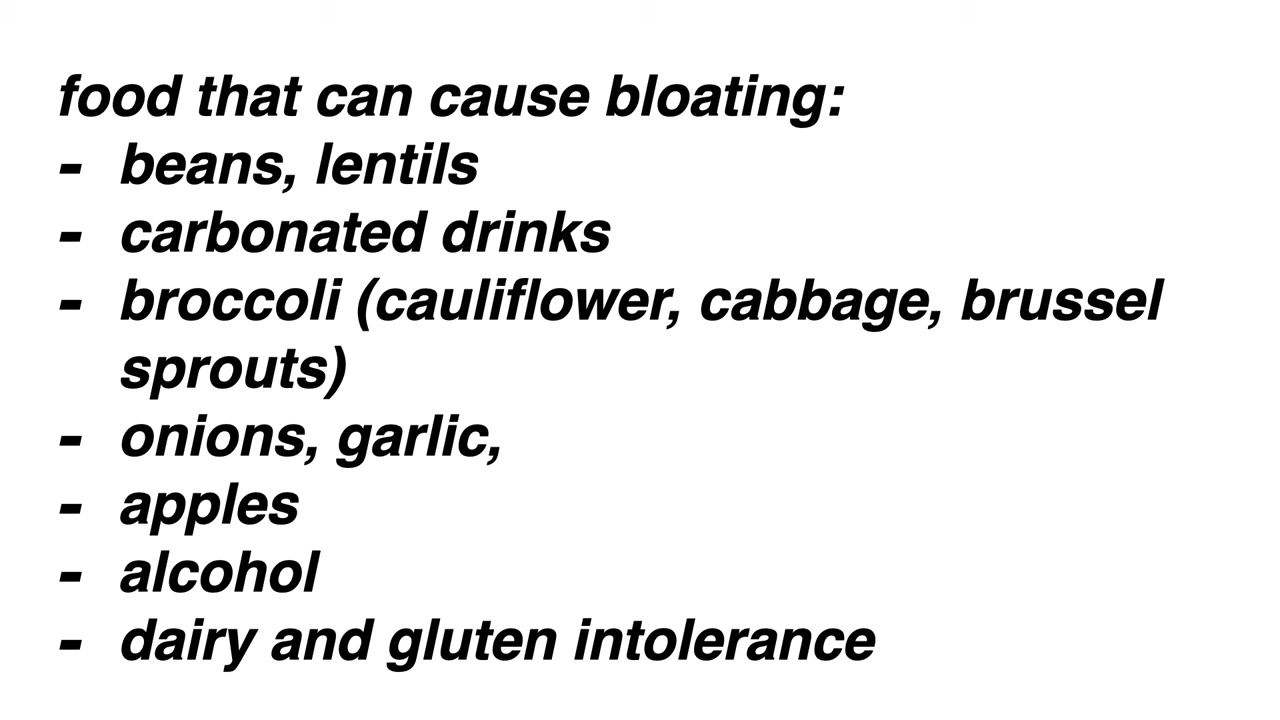 food that can cause bloating:
- beans, lentils
- carbonated drinks
- broccoli (cauliflower, cabbage, brussel
sprouts)
- onions, garlic,
- apples
- alcohol
- dairy and gluten intolerance